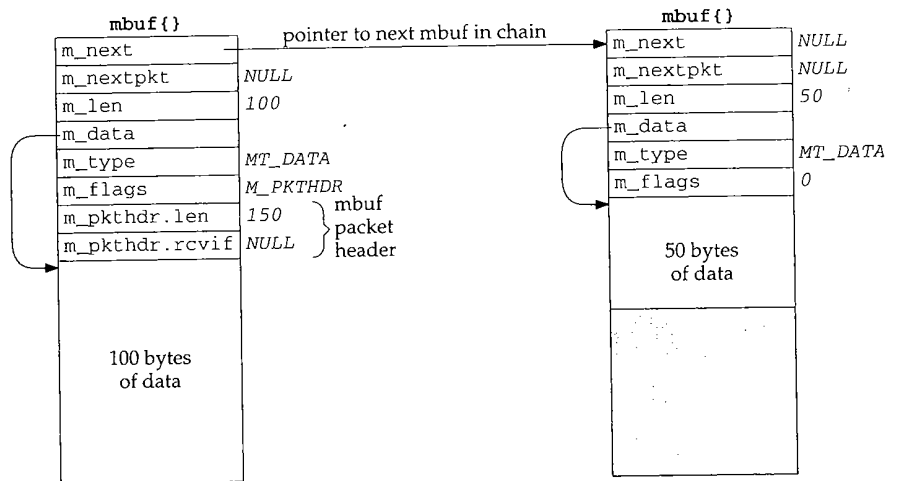 mbuf{}
m_next
m_nextpkt NULL
m_len 100
m_data
m_type MT_DATA
m_flags M_PKTHDR
m_pkthdr.len 150
m_pkthdr.rcvif NULL
mbuf
packet
header
100 bytes
of data
pointer to next mbuf in chain
mbuf{}
m_next NULL
m_nextpkt NULL
m_len 50
m_data
m_type MT_DATA
m_flags 0
50 bytes
of data